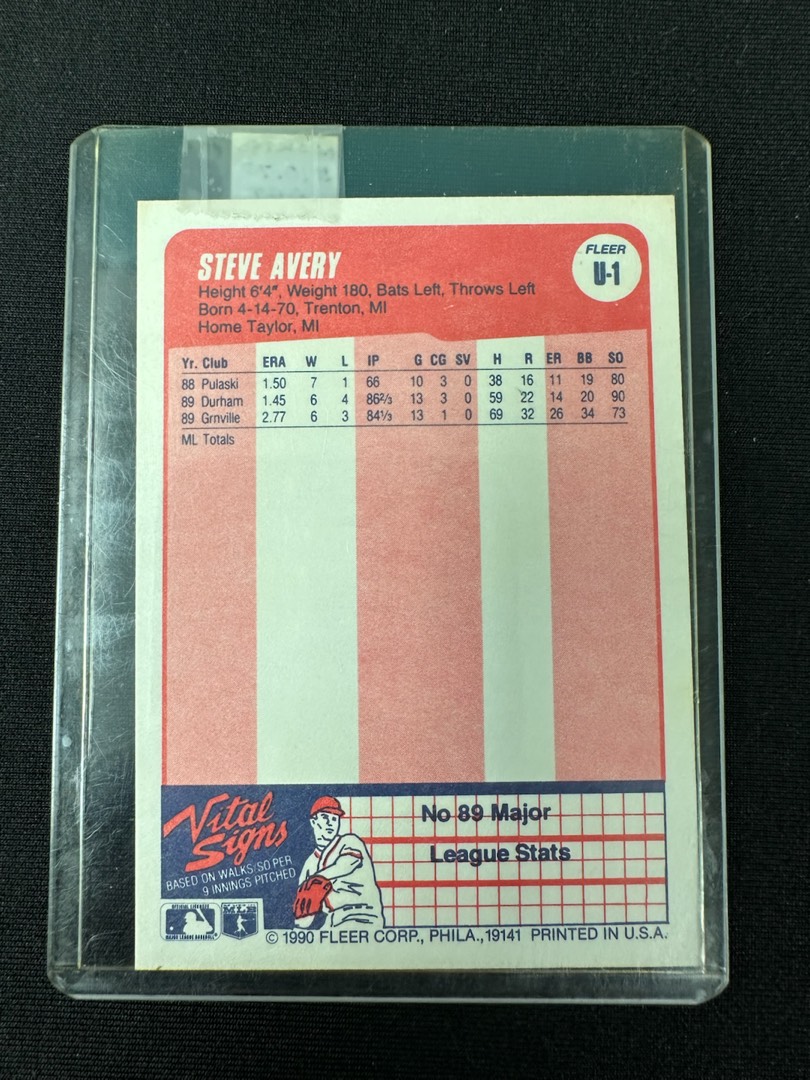 STEVE AVERY
FLEER
U-1
Height 6'4", Weight 180, Bats Left, Throws Left
Born 4-14-70, Trenton, MI
Home Taylor, MI
Yr. Club ERA W L IP G CG SV H R ER BB SO
88 Pulaski 1.50 7 1 66 10 3 0 38 16 11 19 80
89 Durham 1.45 6 4 86⅔ 13 3 0 59 22 14 20 90
89 Grnville 2.77 6 3 84⅓ 13 1 0 69 32 26 34 73
ML Totals
Vital
Signs
BASED ON WALKS/SO PER
9 INNINGS PITCHED
No 89 Major
League Stats
OFFICIAL LICENSEE
MAJOR LEAGUE BASEBALL
© 1990 FLEER CORP., PHILA., 19141 PRINTED IN U.S.A.